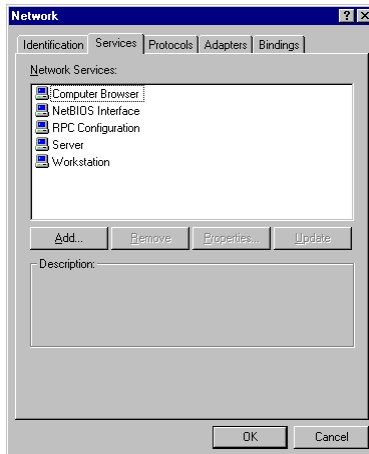 Network
Identification Services Protocols Adapters Bindings
Network Services:
Computer Browser
NetBIOS Interface
RPC Configuration
Server
Workstation
Add... Remove Properties... Update
Description:
OK Cancel